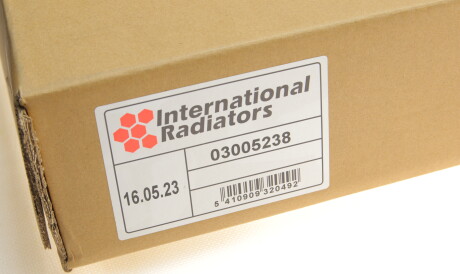 International
Radiators
03005238
16.05.23
5 410909 320492